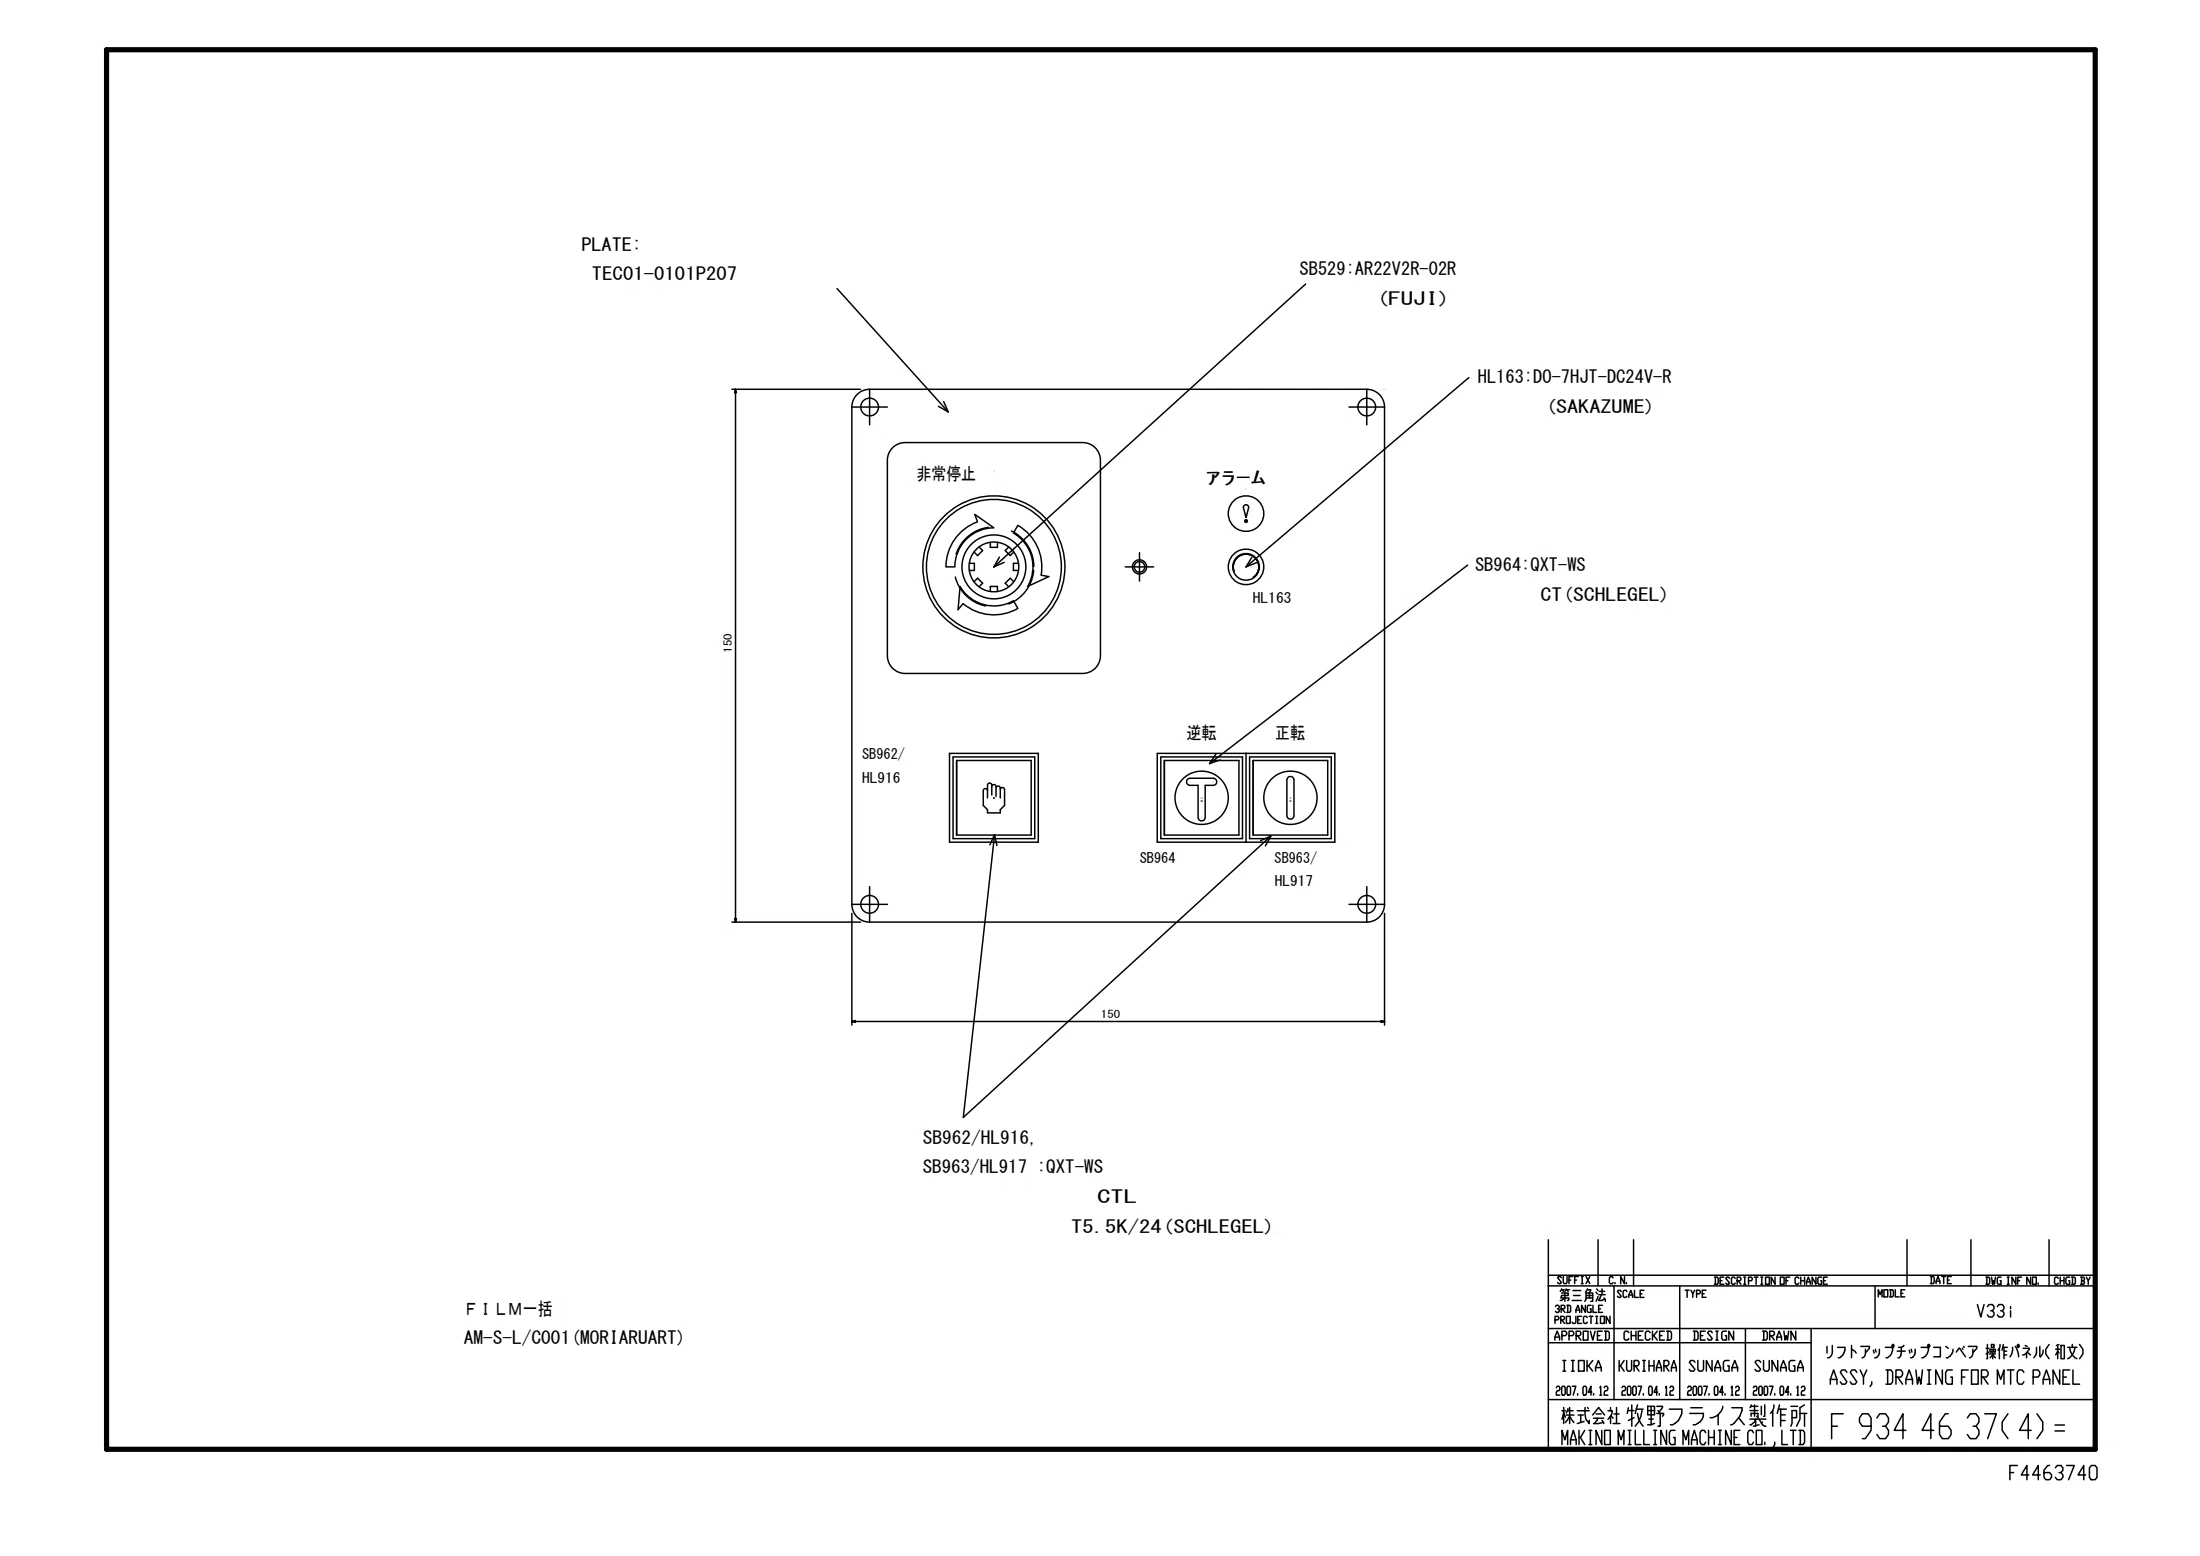 PLATE:
TEC01-0101P207
SB529:AR22V2R-02R
(FUJI)
HL163:DO-7HJT-DC24V-R
(SAKAZUME)
SB964:QXT-WS
CT(SCHLEGEL)
非常停止
アラーム
!
HL163
150
逆転
正転
SB962/
HL916
SB964
SB963/
HL917
150
SB962/HL916,
SB963/HL917 :QXT-WS
CTL
T5.5K/24(SCHLEGEL)
FILM一括
AM-S-L/C001(MORIARUART)
SUFFIX C.N. DESCRIPTION OF CHANGE DATE DWG INF NO. CHGD BY
第三角法
3RD ANGLE
PROJECTION
SCALE
TYPE
MODLE
V33i
APPROVED CHECKED DESIGN DRAWN
IIOKA KURIHARA SUNAGA SUNAGA
2007.04.12 2007.04.12 2007.04.12 2007.04.12
リフトアップチップコンベア 操作パネル(和文)
ASSY, DRAWING FOR MTC PANEL
株式会社 牧野フライス製作所
MAKINO MILLING MACHINE CO.,LTD
F 934 46 37(4)=
F4463740